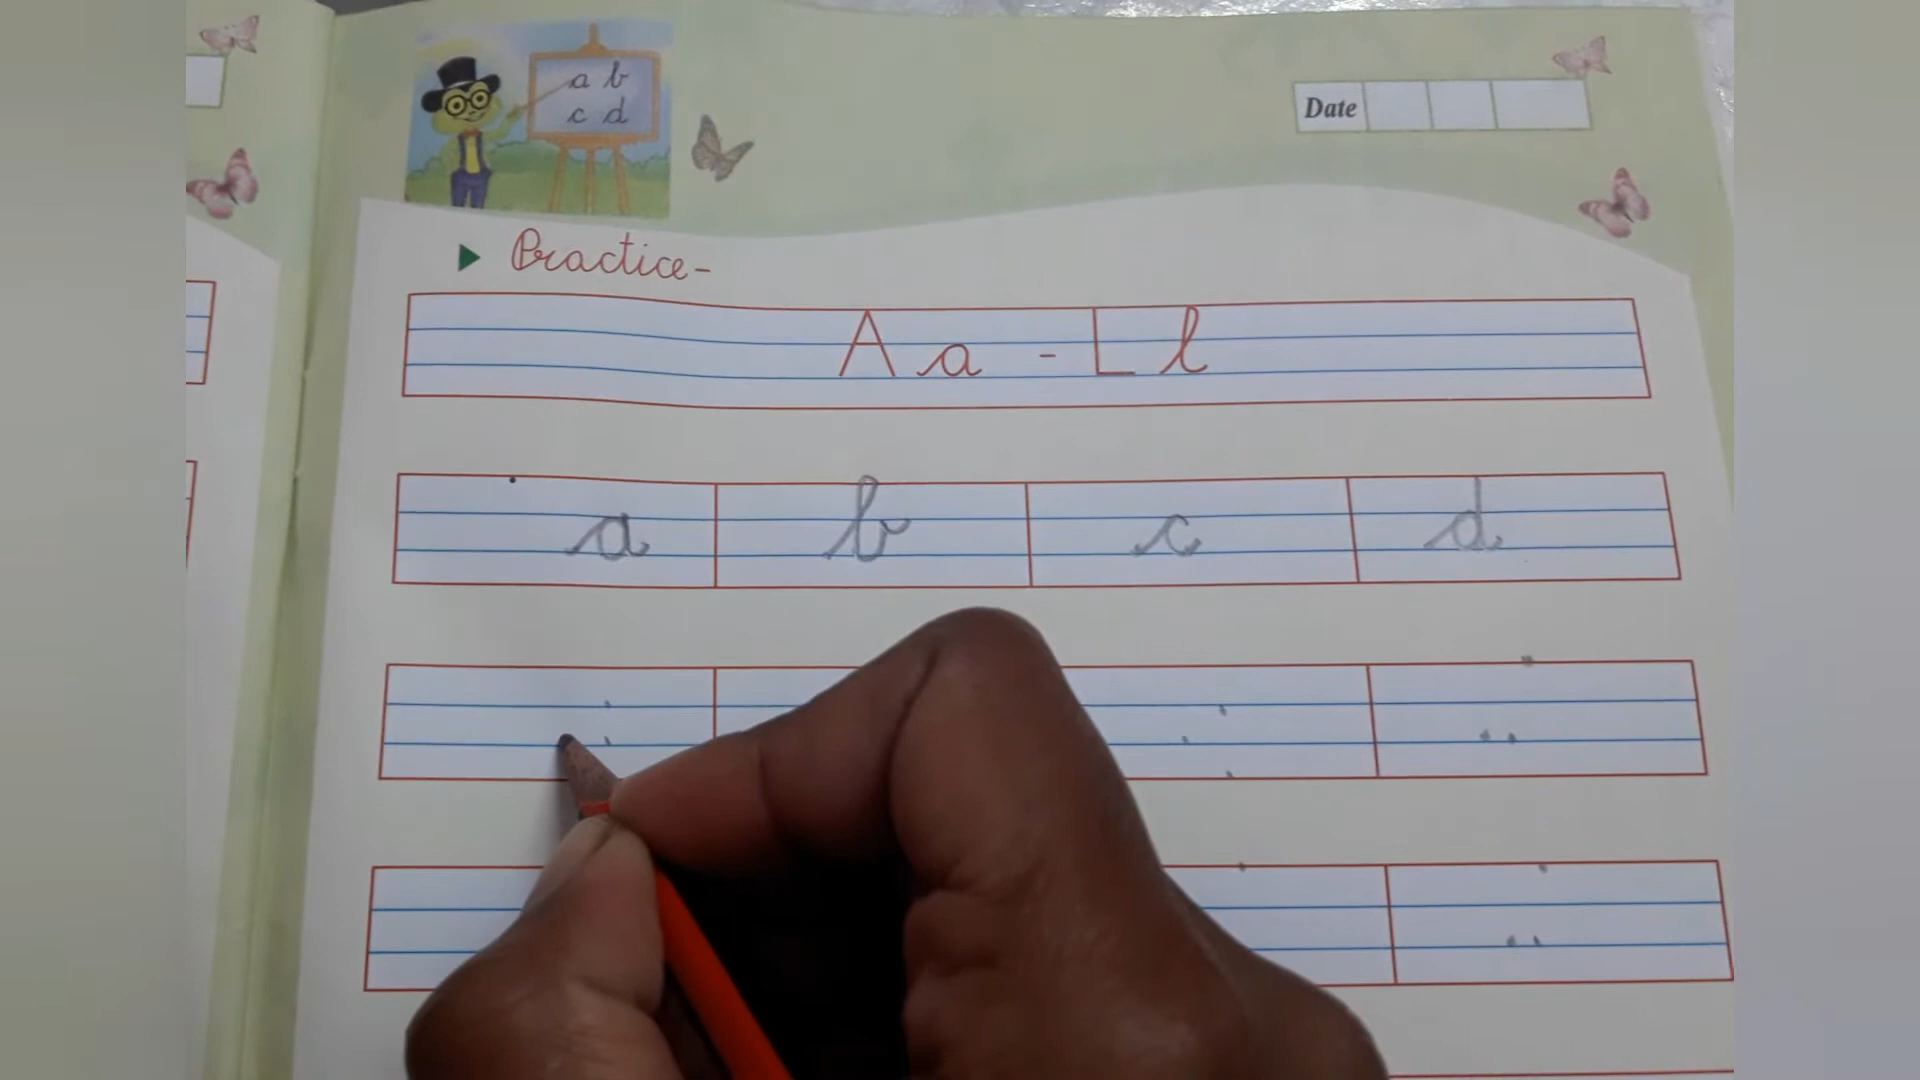 a b
c d
Date
Practice-
A a - L l
a b c d